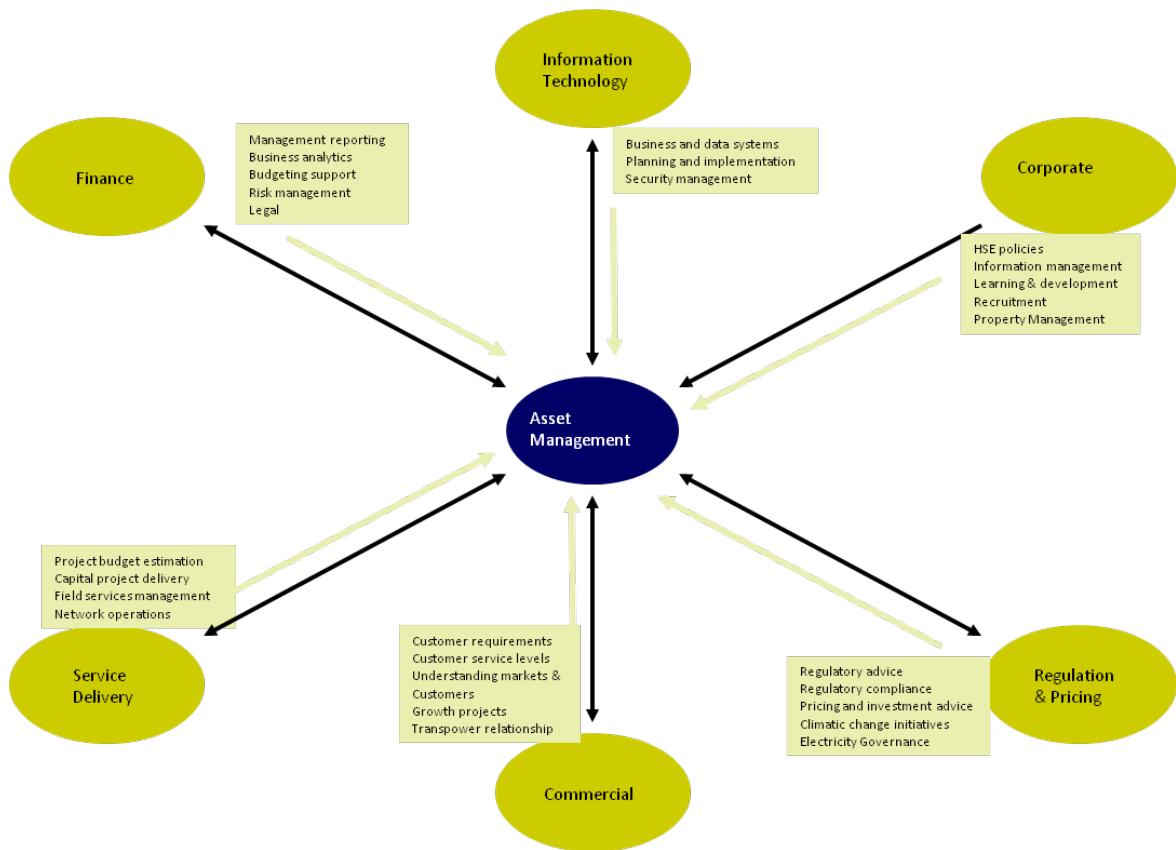 Information
Technology
Management reporting
Business analytics
Budgeting support
Risk management
Legal
Business and data systems
Planning and implementation
Security management
Finance
Corporate
HSE policies
Information management
Learning & development
Recruitment
Property Management
Asset
Management
Project budget estimation
Capital project delivery
Field services management
Network operations
Customer requirements
Customer service levels
Understanding markets &
Customers
Growth projects
Transpower relationship
Regulatory advice
Regulatory compliance
Pricing and investment advice
Climatic change initiatives
Electricity Governance
Service
Delivery
Regulation
& Pricing
Commercial